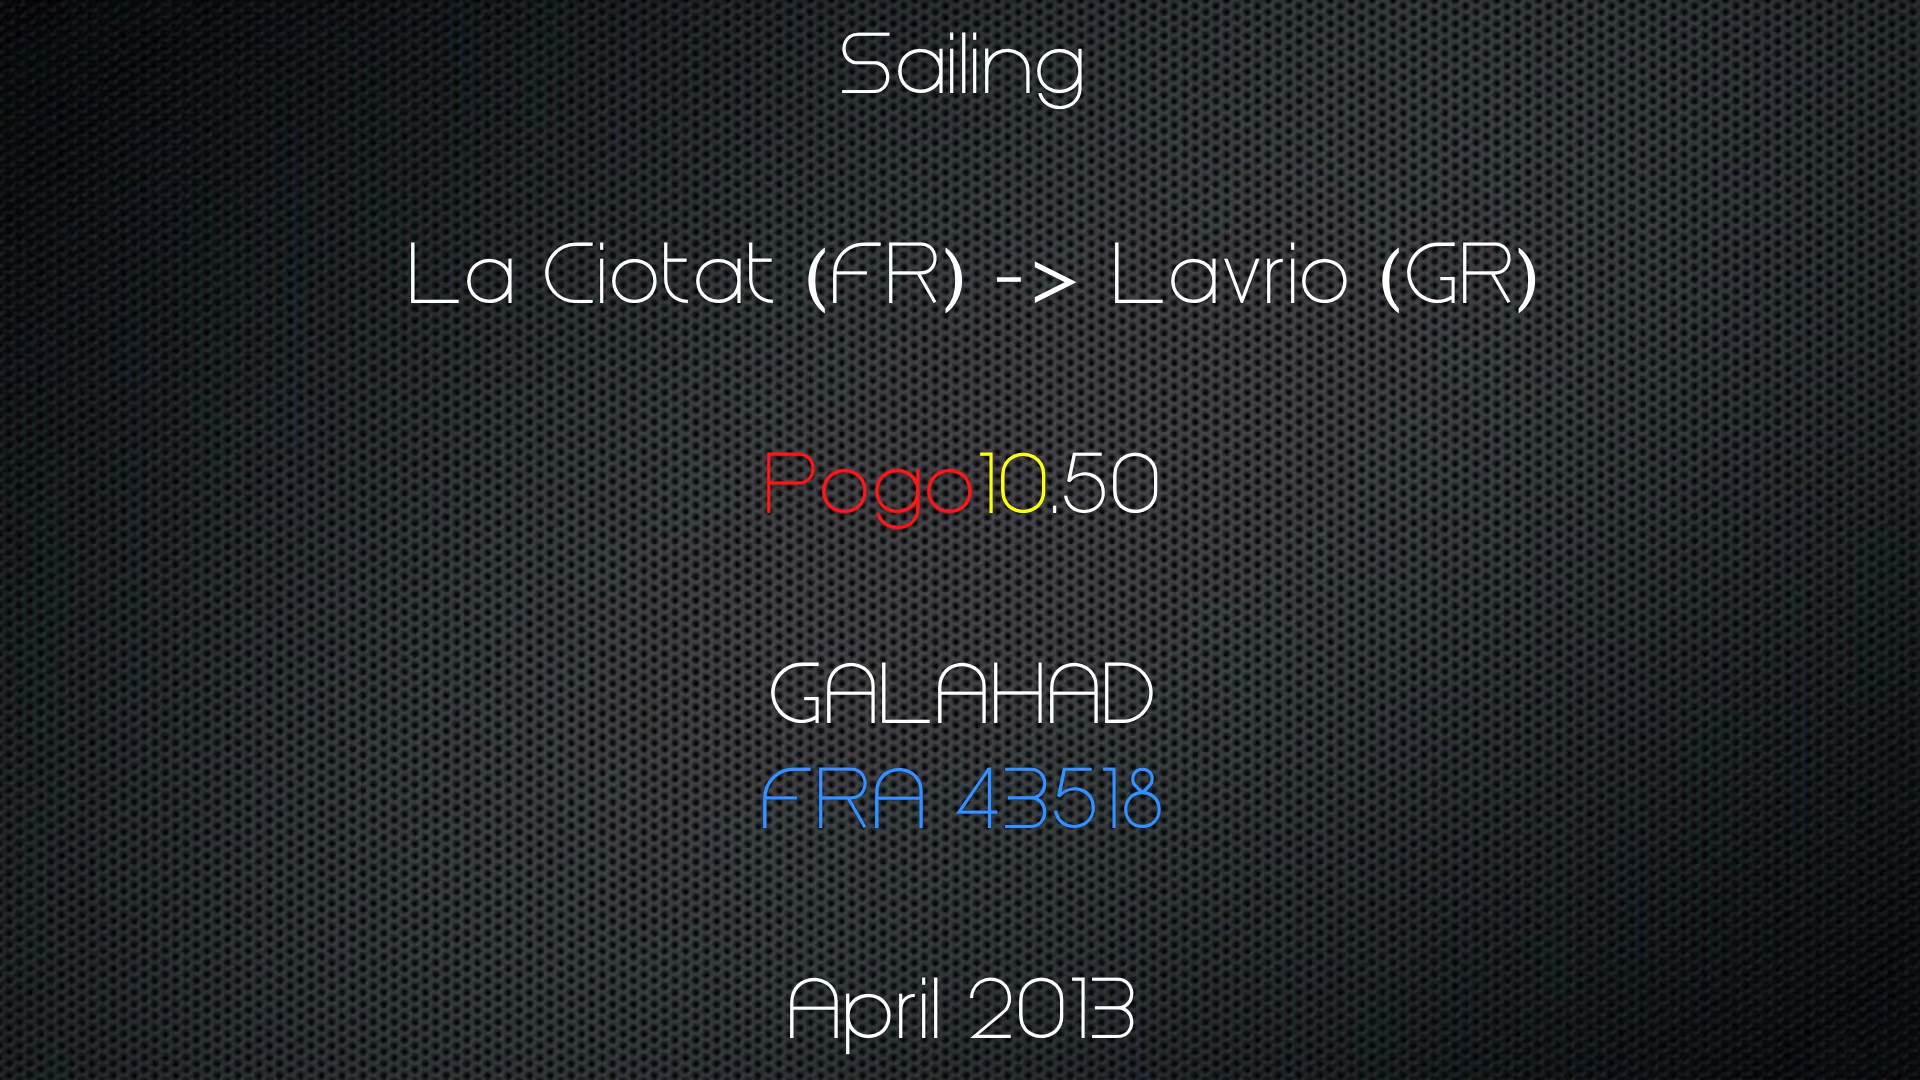 Sailing
La Ciotat (FR) -> Lavrio (GR)
Pogo10.50
GALAHAD
FRA 43518
April 2013